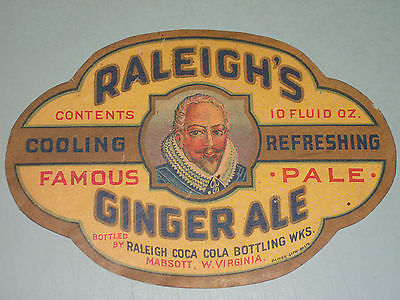 RALEIGH'S
CONTENTS 10 FLUID OZ.
COOLING REFRESHING
FAMOUS · PALE ·
GINGER ALE
BOTTLED BY RALEIGH COCA COLA BOTTLING WKS.
MABSOTT, W.VIRGINIA.